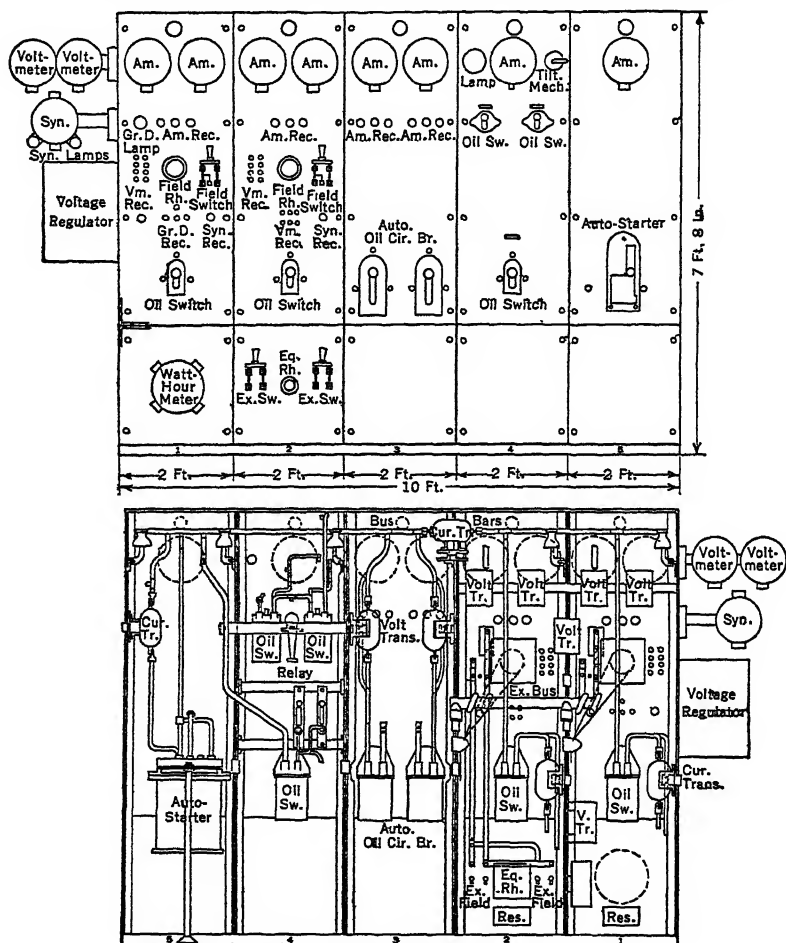 Volt-
meter
Volt-
meter
Am.
Am.
Am.
Am.
Am.
Am.
Lamp
Am.
Tilt.
Mech.
Am.
Syn.
Syn. Lamps
Gr.D.
Lamp
Am.Rec.
Am.Rec.
Am.Rec.
Am.Rec.
Oil Sw.
Oil Sw.
Voltage
Regulator
Vm.
Rec.
Field
Rh.
Field
Switch
Gr.D.
Rec.
Syn.
Rec.
Vm.
Rec.
Field
Rh.
Field
Switch
Vm.
Rec.
Syn.
Rec.
Auto.
Oil Cir. Br.
Auto-Starter
Oil Switch
Oil Switch
Oil Switch
7 Ft. 8 In.
Watt-
Hour
Meter
Eq.
Rh.
Ex.Sw.
Ex.Sw.
1
2
3
4
5
2 Ft.
2 Ft.
2 Ft.
2 Ft.
2 Ft.
10 Ft.
Bus
Bars
Cur.Tr.
Volt
Tr.
Volt
Tr.
Volt
Tr.
Volt
Tr.
Volt-
meter
Volt-
meter
Cur.
Tr.
Oil
Sw.
Oil
Sw.
Volt
Trans.
Volt
Tr.
Syn.
Relay
Ex.Bus
Voltage
Regulator
Auto-
Starter
Oil
Sw.
Auto.
Oil Cir. Br.
Oil
Sw.
Oil
Sw.
Cur.
Trans.
V.
Tr.
Ex.
Field
Eq.
Rh.
Ex.
Field
Res.
Res.
5
4
3
2
1